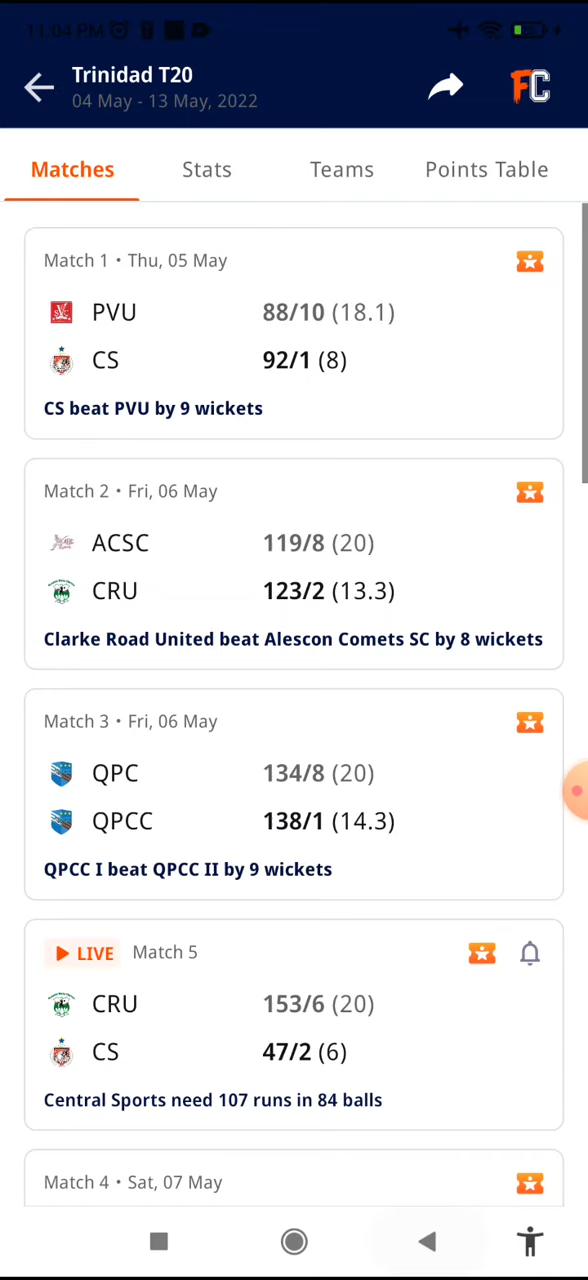 11:04 PM
Trinidad T20
04 May - 13 May, 2022
FC
Matches Stats Teams Points Table
Match 1 • Thu, 05 May
PVU 88/10 (18.1)
CS 92/1 (8)
CS beat PVU by 9 wickets
Match 2 • Fri, 06 May
ACSC 119/8 (20)
CRU 123/2 (13.3)
Clarke Road United beat Alescon Comets SC by 8 wickets
Match 3 • Fri, 06 May
QPC 134/8 (20)
QPCC 138/1 (14.3)
QPCC I beat QPCC II by 9 wickets
LIVE Match 5
CRU 153/6 (20)
CS 47/2 (6)
Central Sports need 107 runs in 84 balls
Match 4 • Sat, 07 May